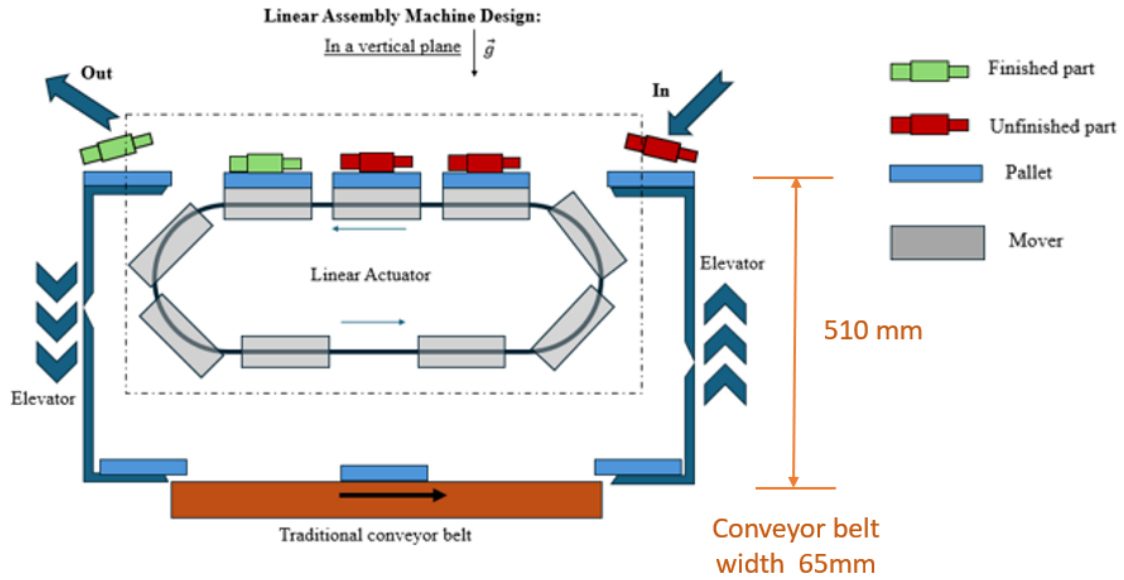 Linear Assembly Machine Design:
In a vertical plane
g
Out
In
Finished part
Unfinished part
Pallet
Mover
Linear Actuator
Elevator
Elevator
510 mm
Traditional conveyor belt
Conveyor belt
width 65mm